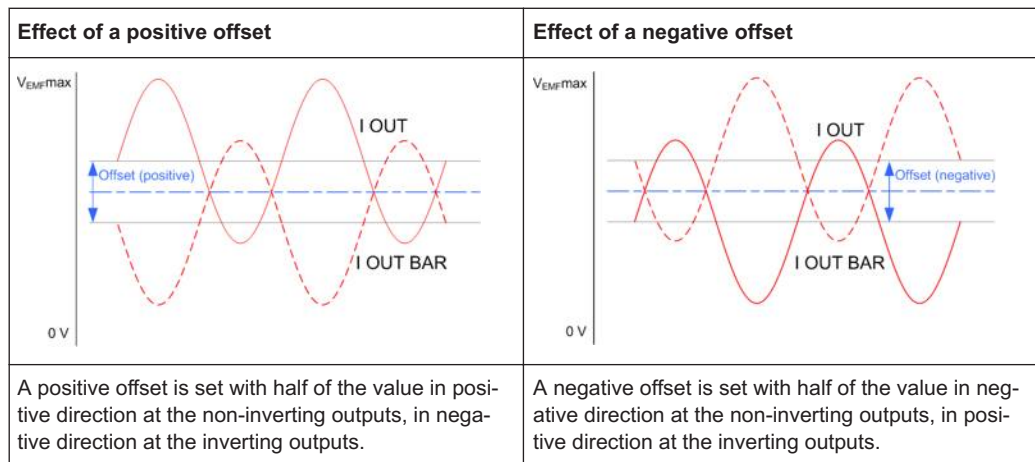 Effect of a positive offset
Effect of a negative offset
VEMFmax
I OUT
Offset (positive)
I OUT BAR
0 V
VEMFmax
I OUT
Offset (negative)
I OUT BAR
0 V
A positive offset is set with half of the value in posi-
tive direction at the non-inverting outputs, in nega-
tive direction at the inverting outputs.
A negative offset is set with half of the value in neg-
ative direction at the non-inverting outputs, in posi-
tive direction at the inverting outputs.